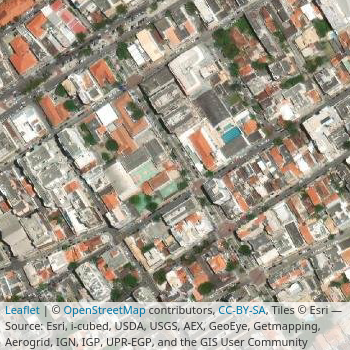 Leaflet | © OpenStreetMap contributors, CC-BY-SA, Tiles © Esri —
Source: Esri, i-cubed, USDA, USGS, AEX, GeoEye, Getmapping,
Aerogrid, IGN, IGP, UPR-EGP, and the GIS User Community